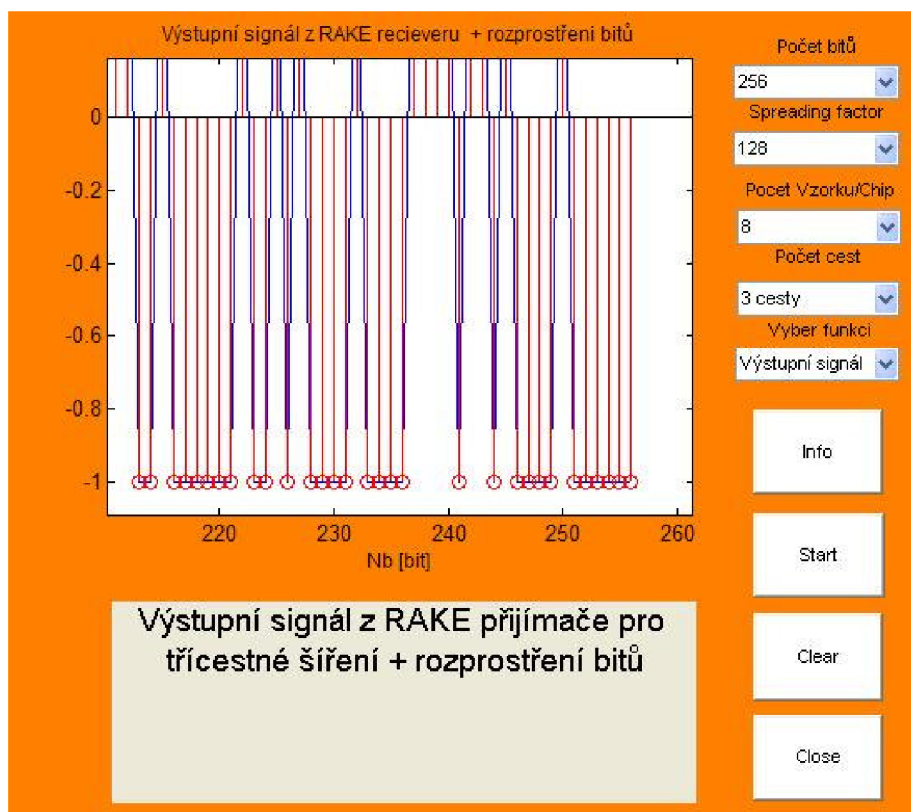 Výstupní signál z RAKE recieveru + rozprostřeni bitů
0
-0.2
-0.4
-0.6
-0.8
-1
220
230
240
250
260
Nb [bit]
Výstupní signál z RAKE přijímače pro
třícestné šíření + rozprostření bitů
Počet bitů
256
Spreading factor
128
Pocet Vzorku/Chip
8
Počet cest
3 cesty
Vyber funkci
Výstupní signál
Info
Start
Clear
Close